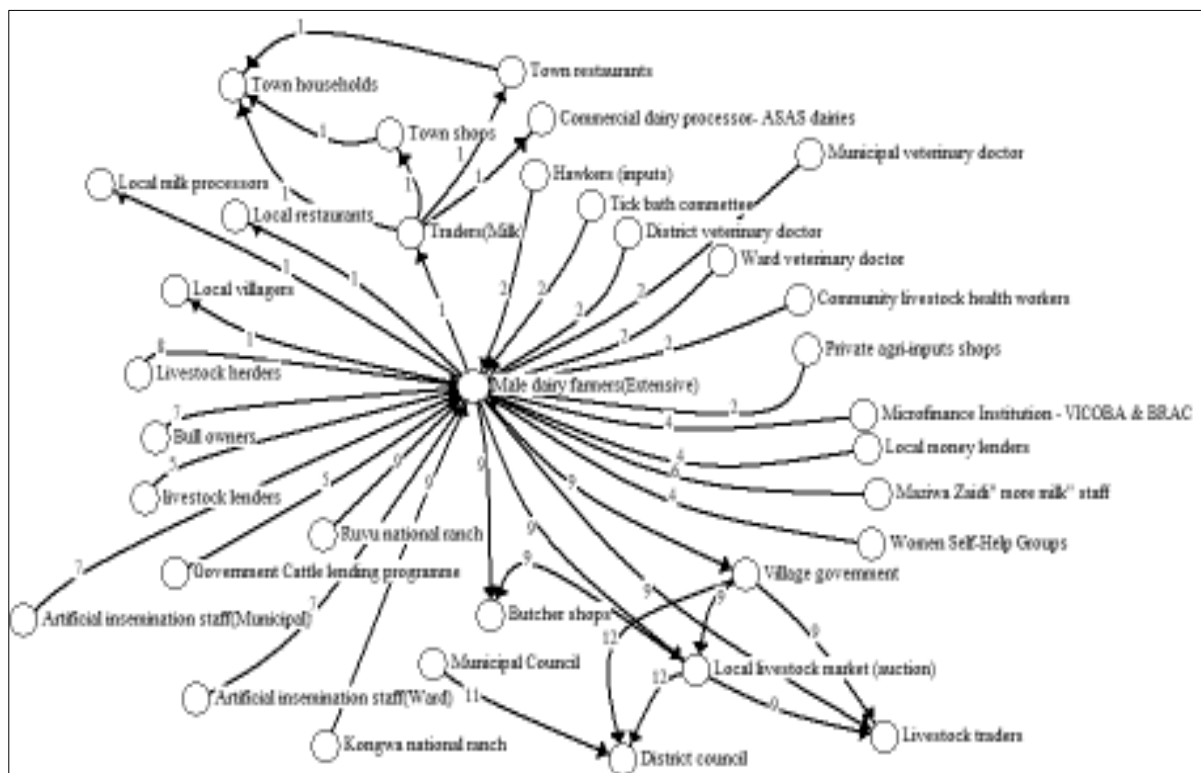 1
Town restaurants
Town households
Town shops
1
Commercial dairy processor- ASAS dairies
Municipal veterinary doctor
1
1
1
Hawkers (inputs)
Local milk processors
1
Tick bath committee
Local restaurants
Traders(Milk)
District veterinary doctor
Ward veterinary doctor
Local villagers
1
1
1
2
2
2
2
2
2
Community livestock health workers
1
8
Livestock herders
Private agri-inputs shops
Male dairy farmers(Extensive)
2
Microfinance Institution - VICOBA & BRAC
4
7
Bull owners
Local money lenders
4
5
9
9
9
6
livestock lenders
5
9
4
Maziwa Zaidi" more milk" staff
Ruvu national ranch
9
Women Self-Help Groups
7
Government Cattle lending programme
9
Village government
9
9
Artificial insemination staff(Municipal)
7
Butcher shops
12
9
Municipal Council
Local livestock market (auction)
11
12
Artificial insemination staff(Ward)
9
9
Kongwa national ranch
District council
Livestock traders